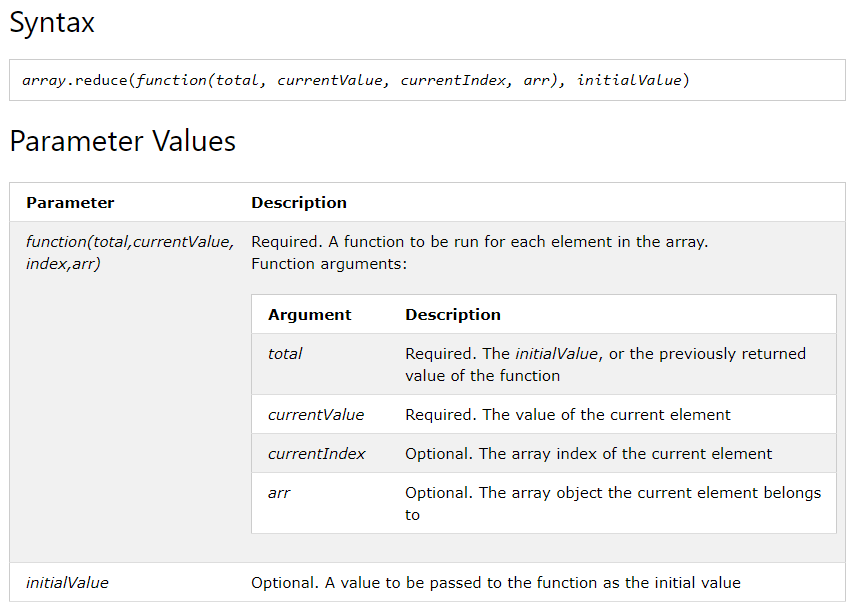 Syntax
array.reduce(function(total, currentValue, currentIndex, arr), initialValue)
Parameter Values
Parameter Description
function(total,currentValue, Required. A function to be run for each element in the array.
index,arr) Function arguments:
Argument Description
total Required. The initialValue, or the previously returned
value of the function
currentValue Required. The value of the current element
currentIndex Optional. The array index of the current element
arr Optional. The array object the current element belongs
to
initialValue Optional. A value to be passed to the function as the initial value